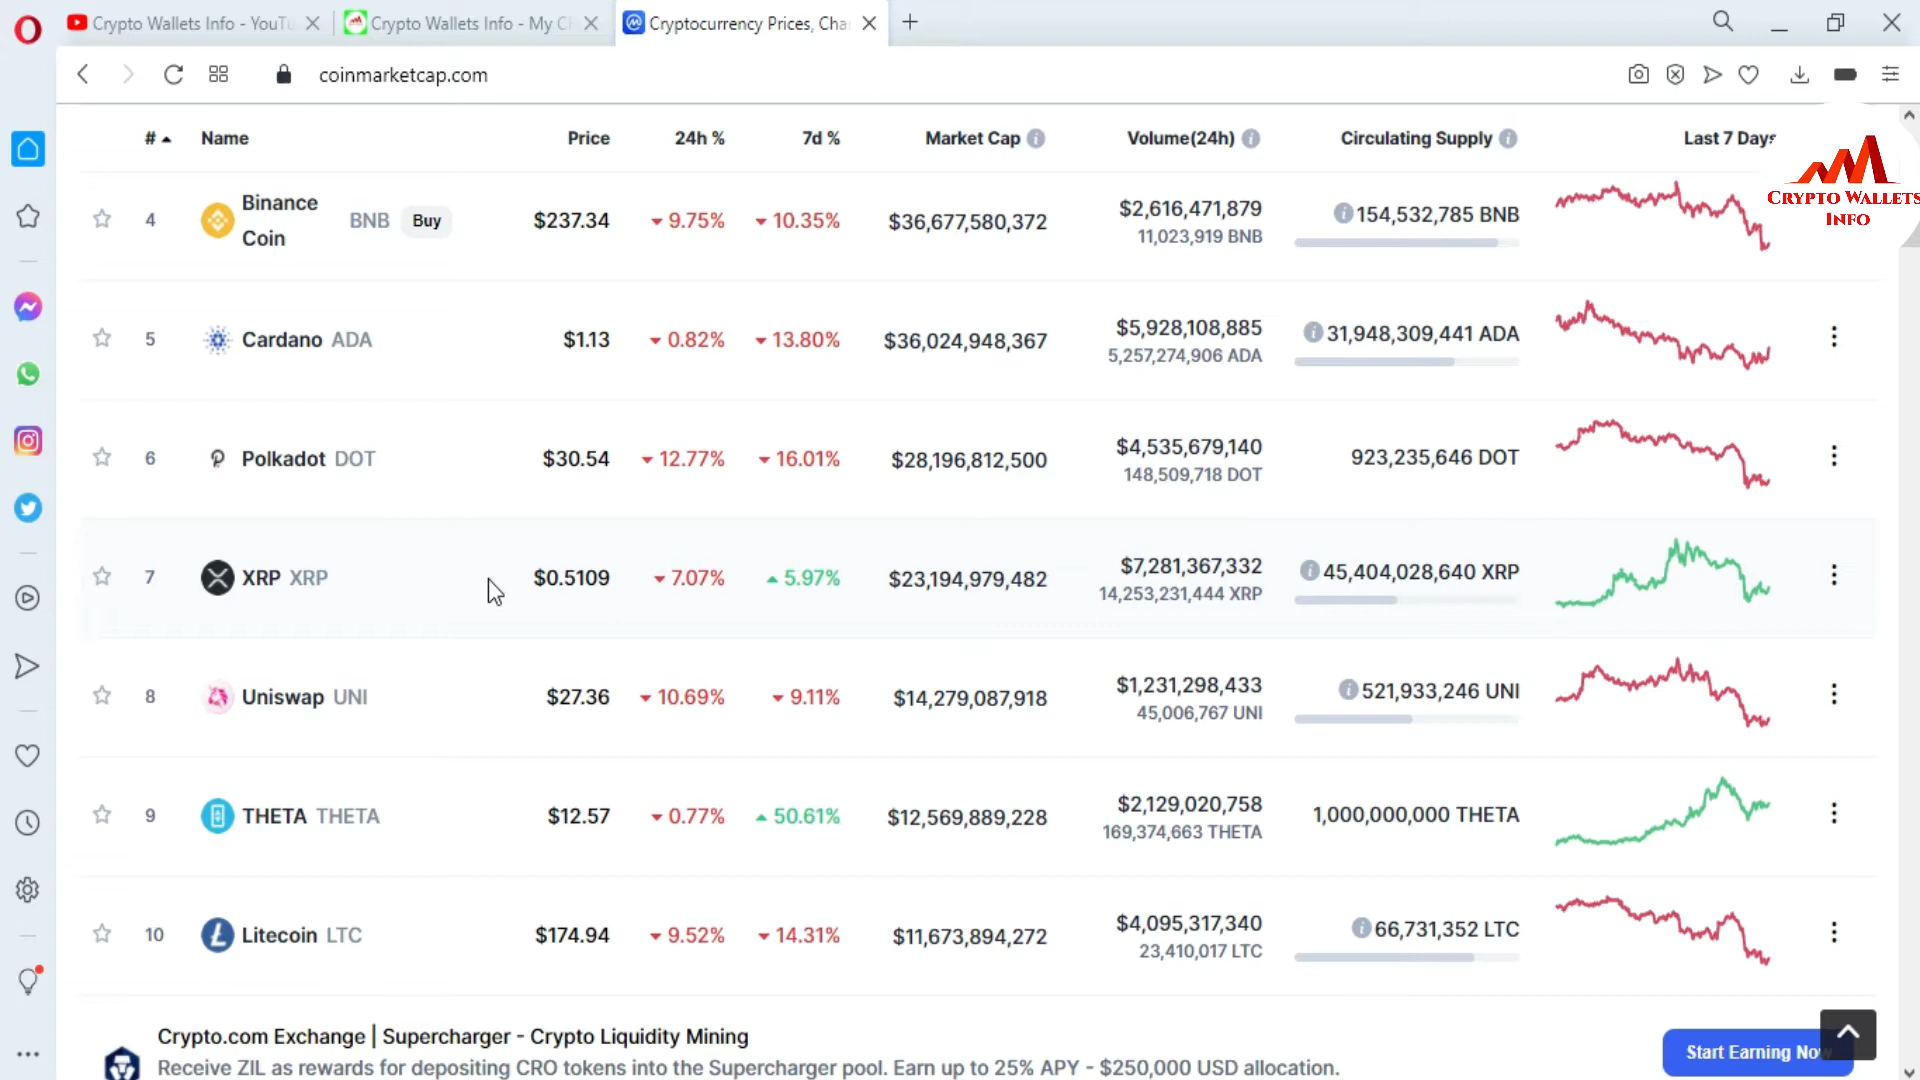 Crypto Wallets Info - YouTu
Crypto Wallets Info - My C
Cryptocurrency Prices, Cha
coinmarketcap.com
# Name Price 24h % 7d % Market Cap Volume(24h) Circulating Supply Last 7 Days
CRYPTO WALLETS
INFO
4 Binance Coin BNB Buy $237.34 9.75% 10.35% $36,677,580,372 $2,616,471,879 154,532,785 BNB
11,023,919 BNB
5 Cardano ADA $1.13 0.82% 13.80% $36,024,948,367 $5,928,108,885 31,948,309,441 ADA
5,257,274,906 ADA
6 Polkadot DOT $30.54 12.77% 16.01% $28,196,812,500 $4,535,679,140 923,235,646 DOT
148,509,718 DOT
7 XRP XRP $0.5109 7.07% 5.97% $23,194,979,482 $7,281,367,332 45,404,028,640 XRP
14,253,231,444 XRP
8 Uniswap UNI $27.36 10.69% 9.11% $14,279,087,918 $1,231,298,433 521,933,246 UNI
45,006,767 UNI
9 THETA THETA $12.57 0.77% 50.61% $12,569,889,228 $2,129,020,758 1,000,000,000 THETA
169,374,663 THETA
10 Litecoin LTC $174.94 9.52% 14.31% $11,673,894,272 $4,095,317,340 66,731,352 LTC
23,410,017 LTC
Crypto.com Exchange | Supercharger - Crypto Liquidity Mining
Receive ZIL as rewards for depositing CRO tokens into the Supercharger pool. Earn up to 25% APY - $250,000 USD allocation.
Start Earning Now